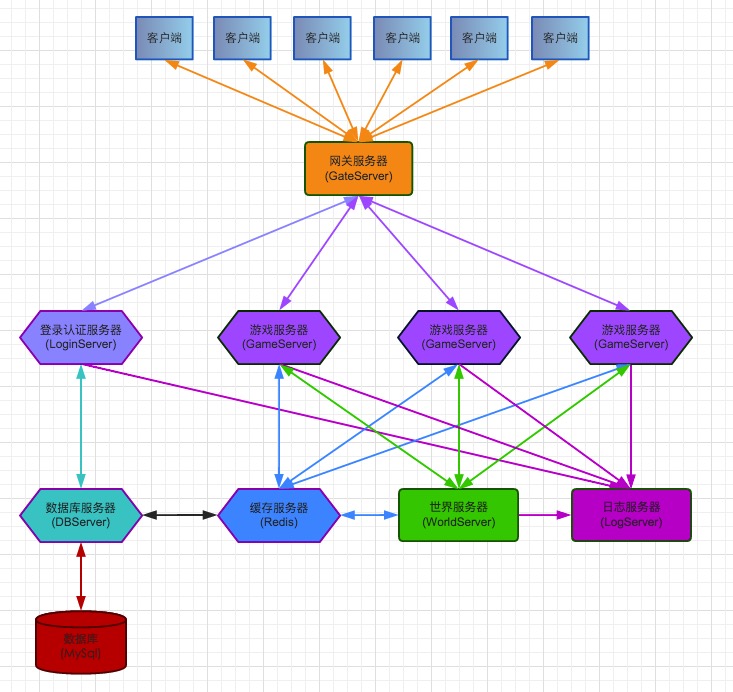 客户端
客户端
客户端
客户端
客户端
客户端
网关服务器
(GateServer)
登录认证服务器
(LoginServer)
游戏服务器
(GameServer)
游戏服务器
(GameServer)
游戏服务器
(GameServer)
数据库服务器
(DBServer)
缓存服务器
(Redis)
世界服务器
(WorldServer)
日志服务器
(LogServer)
数据库
(MySql)